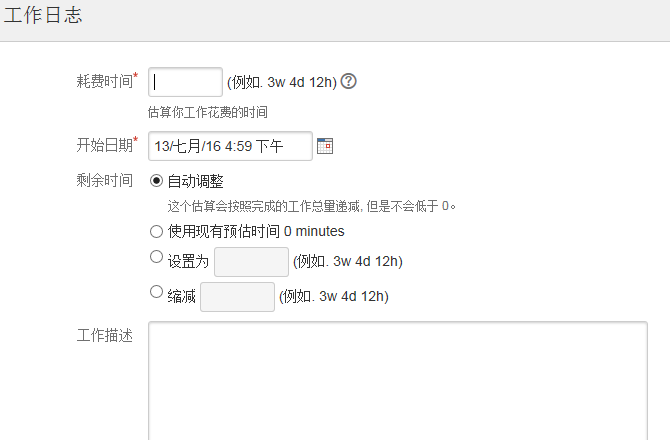 工作日志
耗费时间* (例如. 3w 4d 12h) ?
估算你工作花费的时间
开始日期* 13/七月/16 4:59 下午
剩余时间 自动调整
这个估算会按照完成的工作总量递减, 但是不会低于 0。
使用现有预估时间 0 minutes
设置为 (例如. 3w 4d 12h)
缩减 (例如. 3w 4d 12h)
工作描述